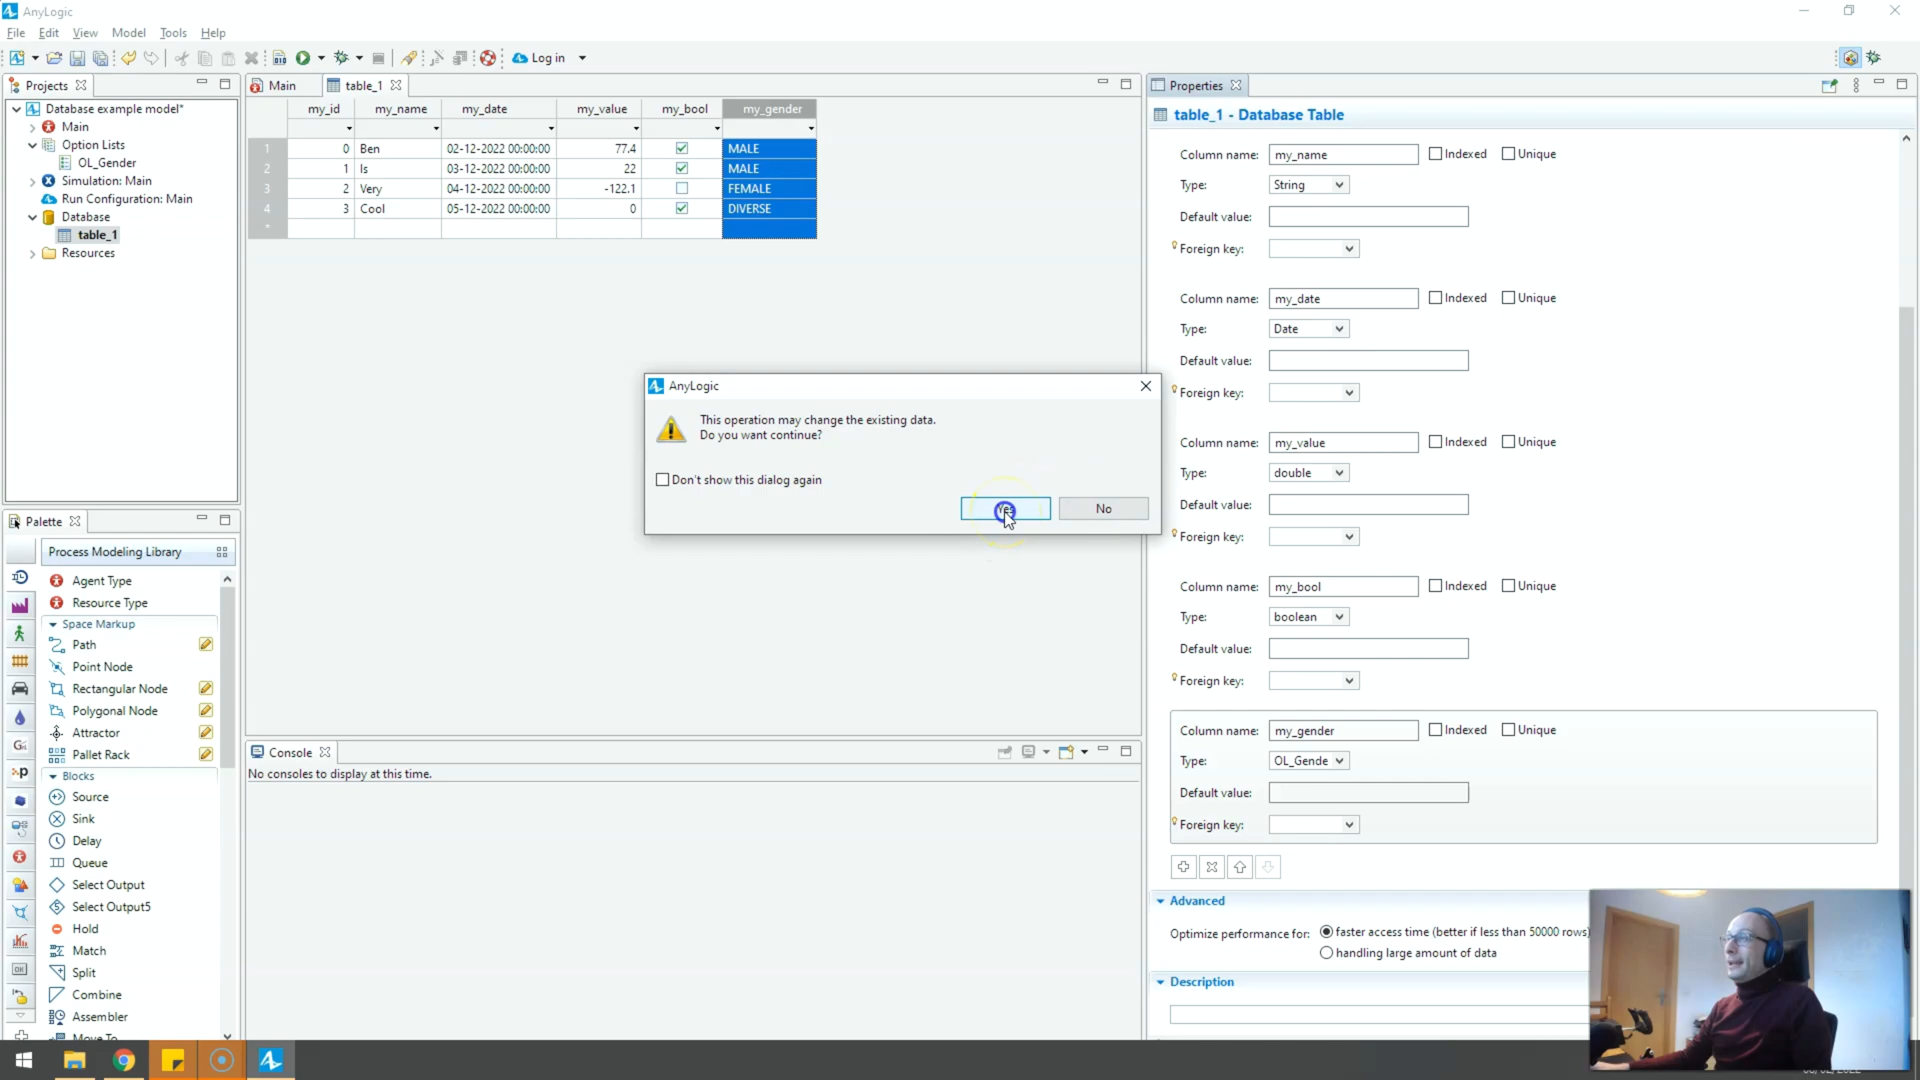 AnyLogic
File Edit View Model Tools Help
Log in
Projects
Database example model*
Main
Option Lists
OL_Gender
Simulation: Main
Run Configuration: Main
Database
table_1
Resources
Main table_1
my_id my_name my_date my_value my_bool my_gender
1 0 Ben 02-12-2022 00:00:00 77.4 MALE
2 1 Is 03-12-2022 00:00:00 22 MALE
3 2 Very 04-12-2022 00:00:00 -122.1 FEMALE
4 3 Cool 05-12-2022 00:00:00 0 DIVERSE
*
AnyLogic
This operation may change the existing data.
Do you want continue?
Don't show this dialog again
Yes No
Palette
Process Modeling Library
Agent Type
Resource Type
Space Markup
Path
Point Node
Rectangular Node
Polygonal Node
Attractor
Pallet Rack
Blocks
Source
Sink
Delay
Queue
Select Output
Select Output5
Hold
Match
Split
Combine
Assembler
Move To
Console
No consoles to display at this time.
Properties
table_1 - Database Table
Column name: my_name Indexed Unique
Type: String
Default value:
Foreign key:
Column name: my_date Indexed Unique
Type: Date
Default value:
Foreign key:
Column name: my_value Indexed Unique
Type: double
Default value:
Foreign key:
Column name: my_bool Indexed Unique
Type: boolean
Default value:
Foreign key:
Column name: my_gender Indexed Unique
Type: OL_Gende
Default value:
Foreign key:
Advanced
Optimize performance for: faster access time (better if less than 50000 rows)
handling large amount of data
Description